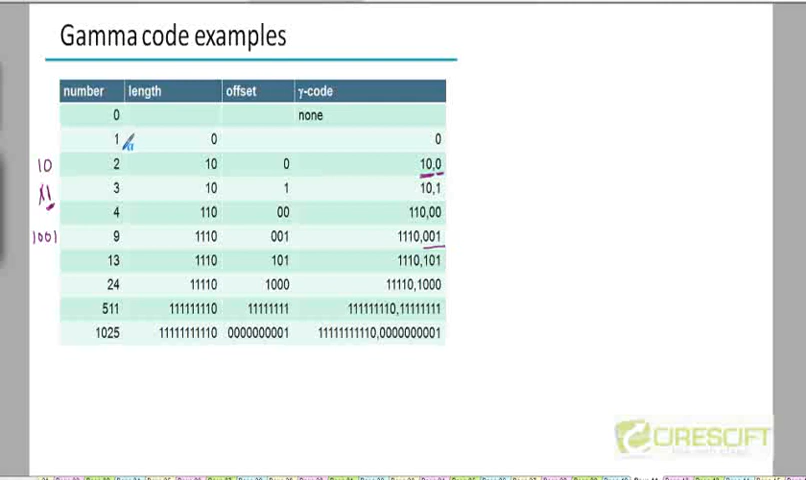 Gamma code examples
number length offset γ-code
0 none
1 0 0
10 2 10 0 10,0
11 3 10 1 10,1
4 110 00 110,00
1001 9 1110 001 1110,001
13 1110 101 1110,101
24 11110 1000 11110,1000
511 111111110 11111111 111111110,11111111
1025 11111111110 0000000001 11111111110,0000000001
CIRESCIFT